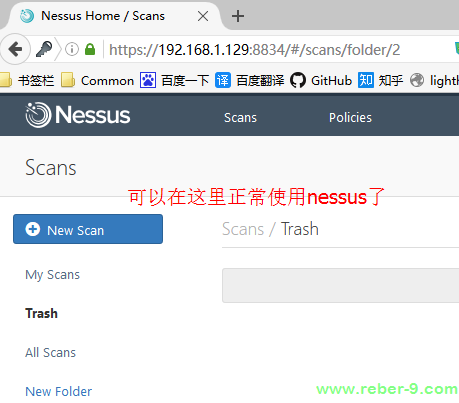 Nessus Home / Scans
https://192.168.1.129:8834/#/scans/folder/2
书签栏 Common 百度一下 译 百度翻译 GitHub 知 知乎
Nessus Scans Policies
Scans
可以在这里正常使用nessus了
New Scan
Scans / Trash
My Scans
Trash
All Scans
New Folder
www.reber-9.com